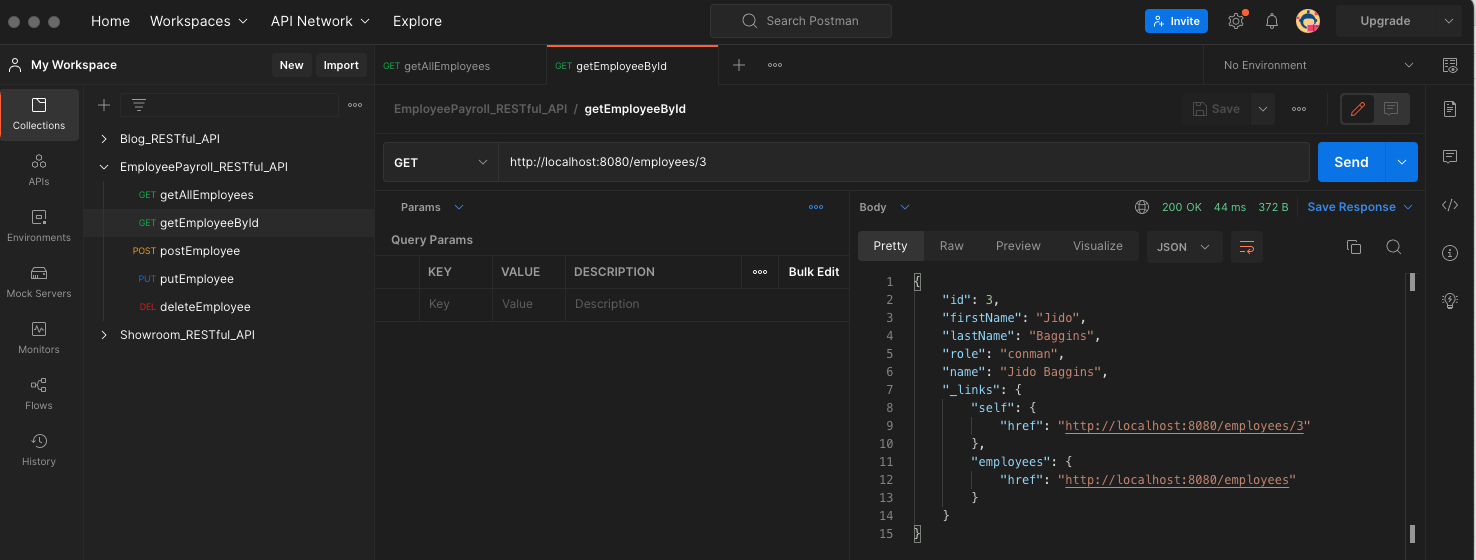 Home Workspaces API Network Explore Search Postman Invite Upgrade
My Workspace New Import GET getAllEmployees GET getEmployeeById No Environment
Collections
APIs
Environments
Mock Servers
Monitors
Flows
History
Blog_RESTful_API
EmployeePayroll_RESTful_API
GET getAllEmployees
GET getEmployeeById
POST postEmployee
PUT putEmployee
DEL deleteEmployee
Showroom_RESTful_API
EmployeePayroll_RESTful_API / getEmployeeById Save
GET http://localhost:8080/employees/3 Send
Params
Query Params
KEY VALUE DESCRIPTION Bulk Edit
Key Value Description
Body 200 OK 44 ms 372 B Save Response
Pretty Raw Preview Visualize JSON
1 {
2 "id": 3,
3 "firstName": "Jido",
4 "lastName": "Baggins",
5 "role": "conman",
6 "name": "Jido Baggins",
7 "_links": {
8 "self": {
9 "href": "http://localhost:8080/employees/3"
10 },
11 "employees": {
12 "href": "http://localhost:8080/employees"
13 }
14 }
15 }